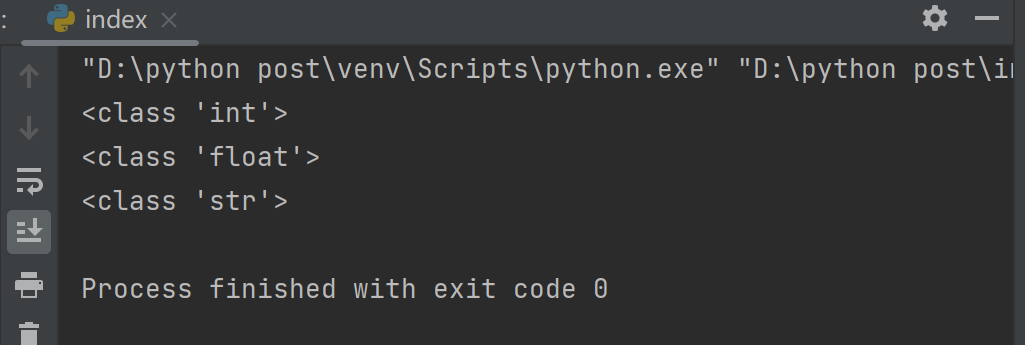 : index
"D:\python post\venv\Scripts\python.exe" "D:\python post\
<class 'int'>
<class 'float'>
<class 'str'>
Process finished with exit code 0